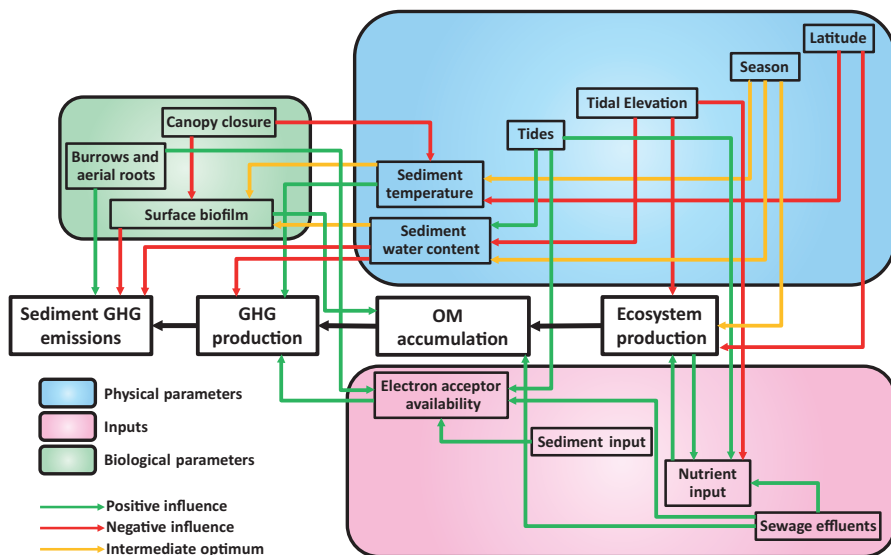 Latitude
Season
Tidal Elevation
Canopy closure
Tides
Burrows and
aerial roots
Sediment
temperature
Surface biofilm
Sediment
water content
Sediment GHG
emissions
GHG
production
OM
accumulation
Ecosystem
production
Electron acceptor
availability
Physical parameters
Inputs
Sediment input
Biological parameters
Nutrient
input
Positive influence
Negative influence
Sewage effluents
Intermediate optimum